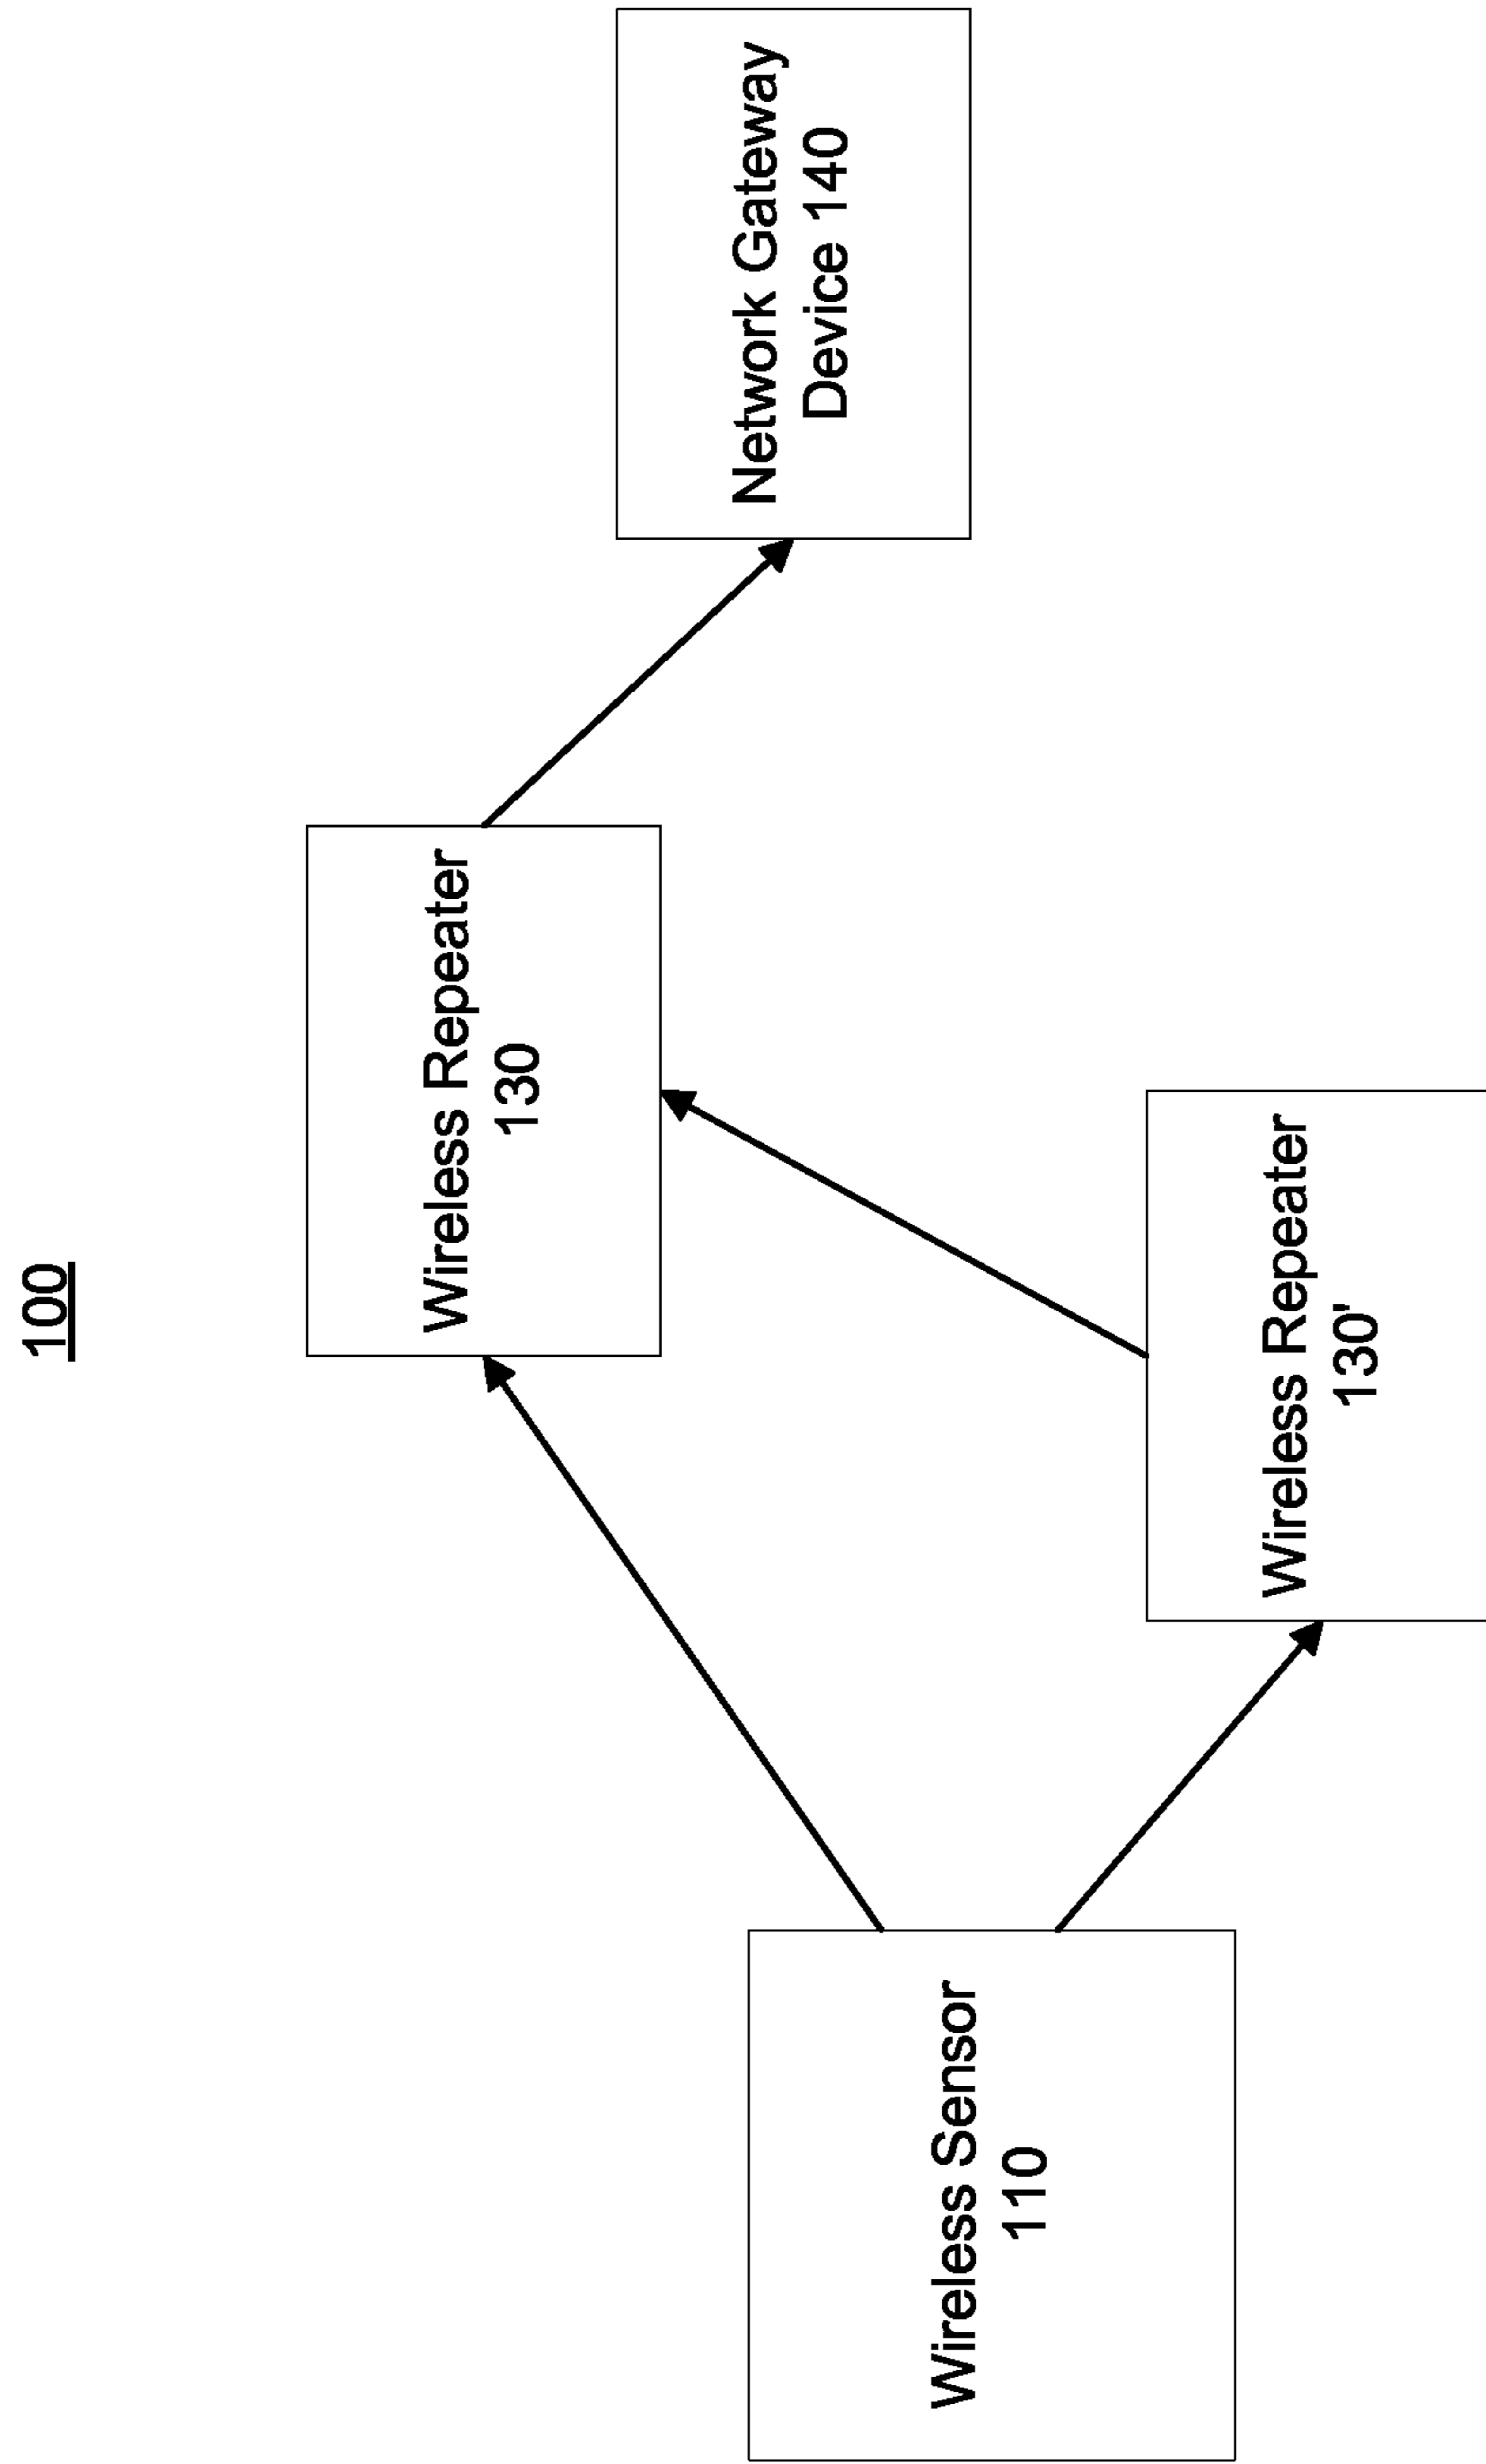 100
Wireless Sensor
110
Wireless Repeater
130
Wireless Repeater
130'
Network Gateway
Device 140